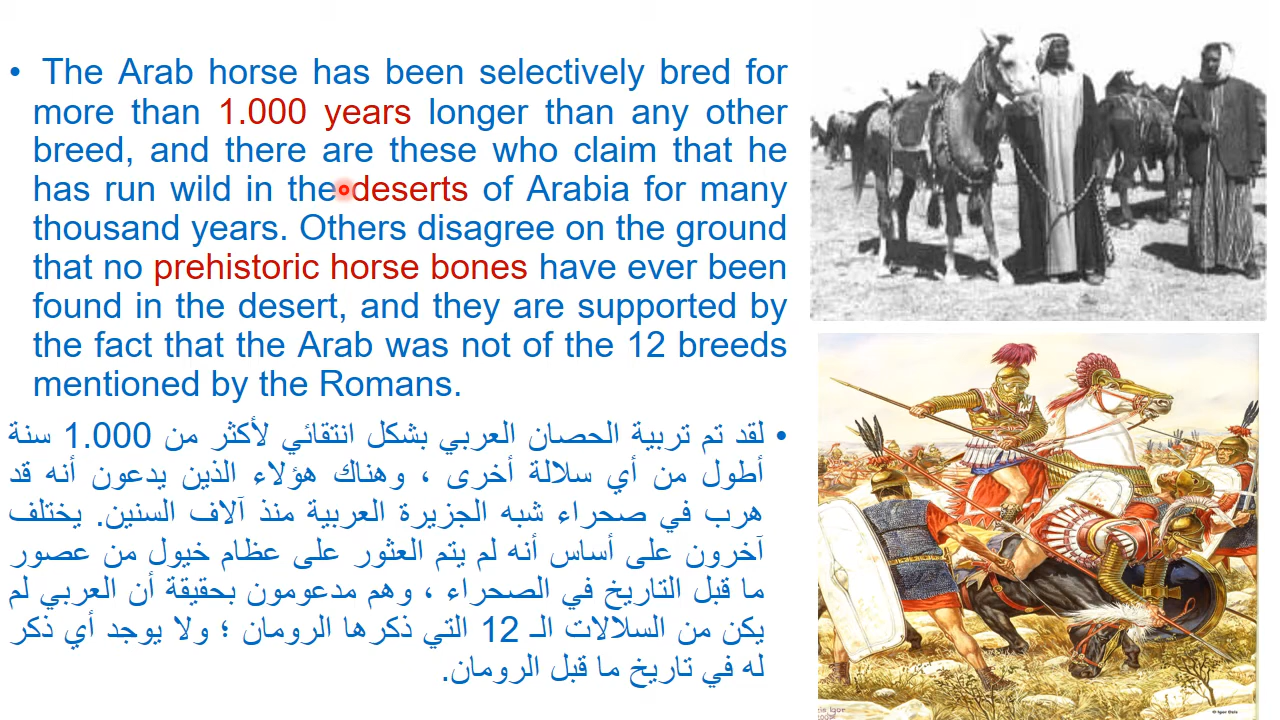 • The Arab horse has been selectively bred for
more than 1.000 years longer than any other
breed, and there are these who claim that he
has run wild in the deserts of Arabia for many
thousand years. Others disagree on the ground
that no prehistoric horse bones have ever been
found in the desert, and they are supported by
the fact that the Arab was not of the 12 breeds
mentioned by the Romans.
• لقد تم تربية الحصان العربي بشكل انتقائي لأكثر من 1.000 سنة
أطول من أي سلالة أخرى ، وهناك هؤلاء الذين يدعون أنه قد
هرب في صحراء شبه الجزيرة العربية منذ آلاف السنين. يختلف
آخرون على أساس أنه لم يتم العثور على عظام خيول من عصور
ما قبل التاريخ في الصحراء ، وهم مدعومون بحقيقة أن العربي لم
يكن من السلالات الـ 12 التي ذكرها الرومان ؛ ولا يوجد أي ذكر
له في تاريخ ما قبل الرومان.
© Igor Dzis